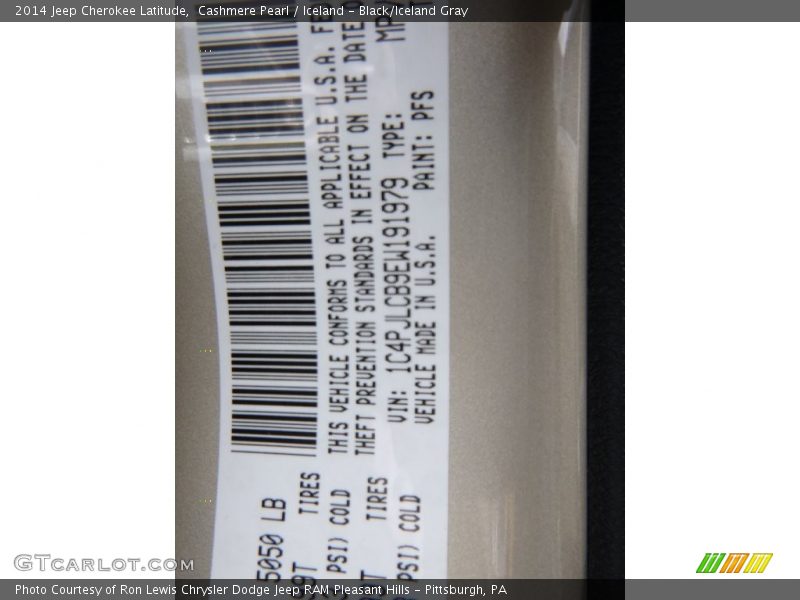 2014 Jeep Cherokee Latitude, Cashmere Pearl / Iceland - Black/Iceland Gray
5050 LB
TIRES
PSI) COLD
TIRES
PSI) COLD
THIS VEHICLE CONFORMS TO ALL APPLICABLE U.S.A.
THEFT PREVENTION STANDARDS IN EFFECT ON THE DATE
VIN: 1C4PJLCB9EW191979 TYPE:
VEHICLE MADE IN U.S.A. PAINT: PFS
GTCARLOT.COM
Photo Courtesy of Ron Lewis Chrysler Dodge Jeep RAM Pleasant Hills - Pittsburgh, PA